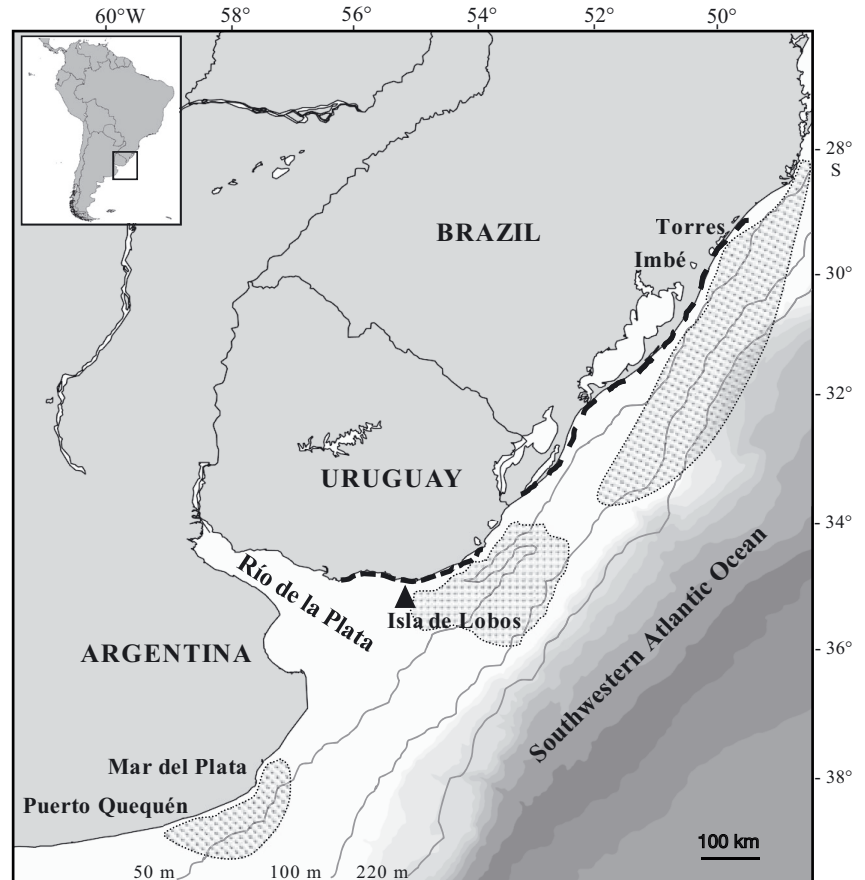 60°W 58° 56° 54° 52° 50°
28°
S
BRAZIL
Torres
Imbé
30°
32°
URUGUAY
34°
Río de la Plata
Isla de Lobos
Southwestern Atlantic Ocean
ARGENTINA
36°
Mar del Plata
38°
Puerto Quequén
100 km
50 m 100 m 220 m